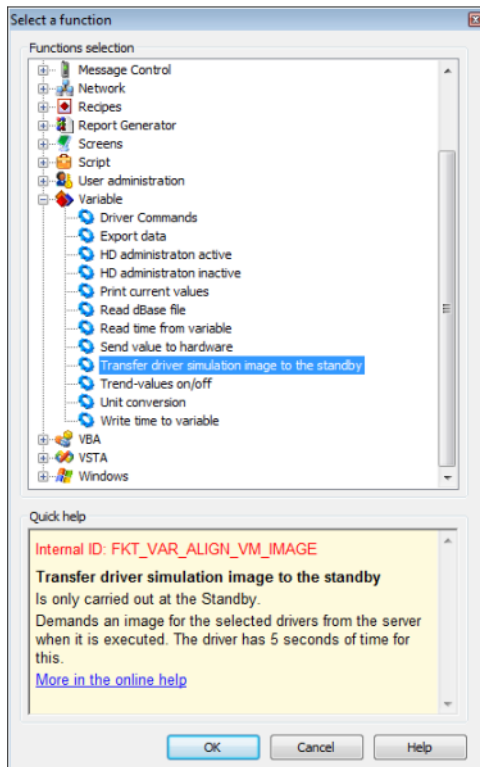 Select a function
Functions selection
Message Control
Network
Recipes
Report Generator
Screens
Script
User administration
Variable
Driver Commands
Export data
HD administraton active
HD administraton inactive
Print current values
Read dBase file
Read time from variable
Send value to hardware
Transfer driver simulation image to the standby
Trend-values on/off
Unit conversion
Write time to variable
VBA
VSTA
Windows
Quick help
Internal ID: FKT_VAR_ALIGN_VM_IMAGE
Transfer driver simulation image to the standby
Is only carried out at the Standby.
Demands an image for the selected drivers from the server
when it is executed. The driver has 5 seconds of time for
this.
More in the online help
OK Cancel Help